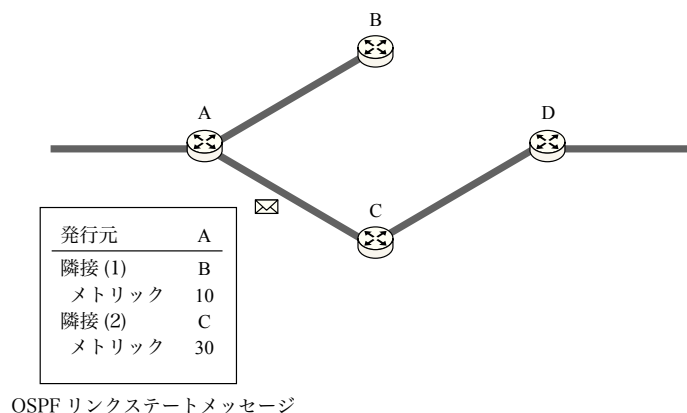 B
A
D
C
発行元 A
隣接 (1) B
メトリック 10
隣接 (2) C
メトリック 30
OSPF リンクステートメッセージ